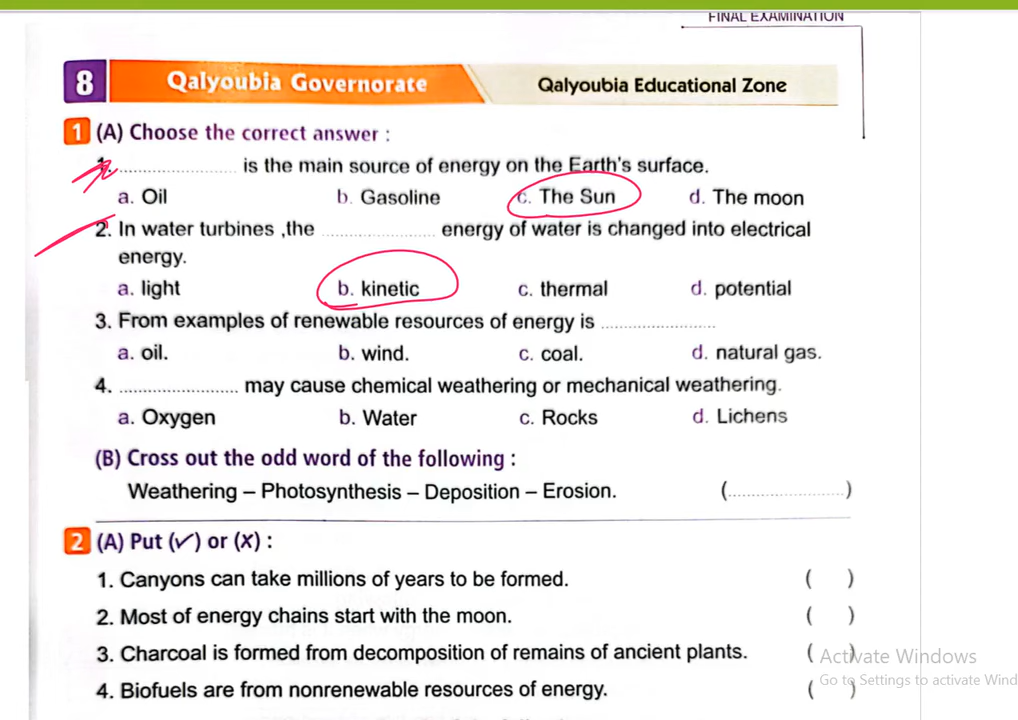 FINAL EXAMINATION
8 Qalyoubia Governorate Qalyoubia Educational Zone
1 (A) Choose the correct answer :
1. ........................ is the main source of energy on the Earth's surface.
a. Oil b. Gasoline c. The Sun d. The moon
2. In water turbines ,the ........................ energy of water is changed into electrical
energy.
a. light b. kinetic c. thermal d. potential
3. From examples of renewable resources of energy is ........................
a. oil. b. wind. c. coal. d. natural gas.
4. ........................ may cause chemical weathering or mechanical weathering.
a. Oxygen b. Water c. Rocks d. Lichens
(B) Cross out the odd word of the following :
Weathering – Photosynthesis – Deposition – Erosion. (........................)
2 (A) Put (✓) or (x) :
1. Canyons can take millions of years to be formed. ( )
2. Most of energy chains start with the moon. ( )
3. Charcoal is formed from decomposition of remains of ancient plants. ( )
4. Biofuels are from nonrenewable resources of energy. ( )
Activate Windows
Go to Settings to activate Wind